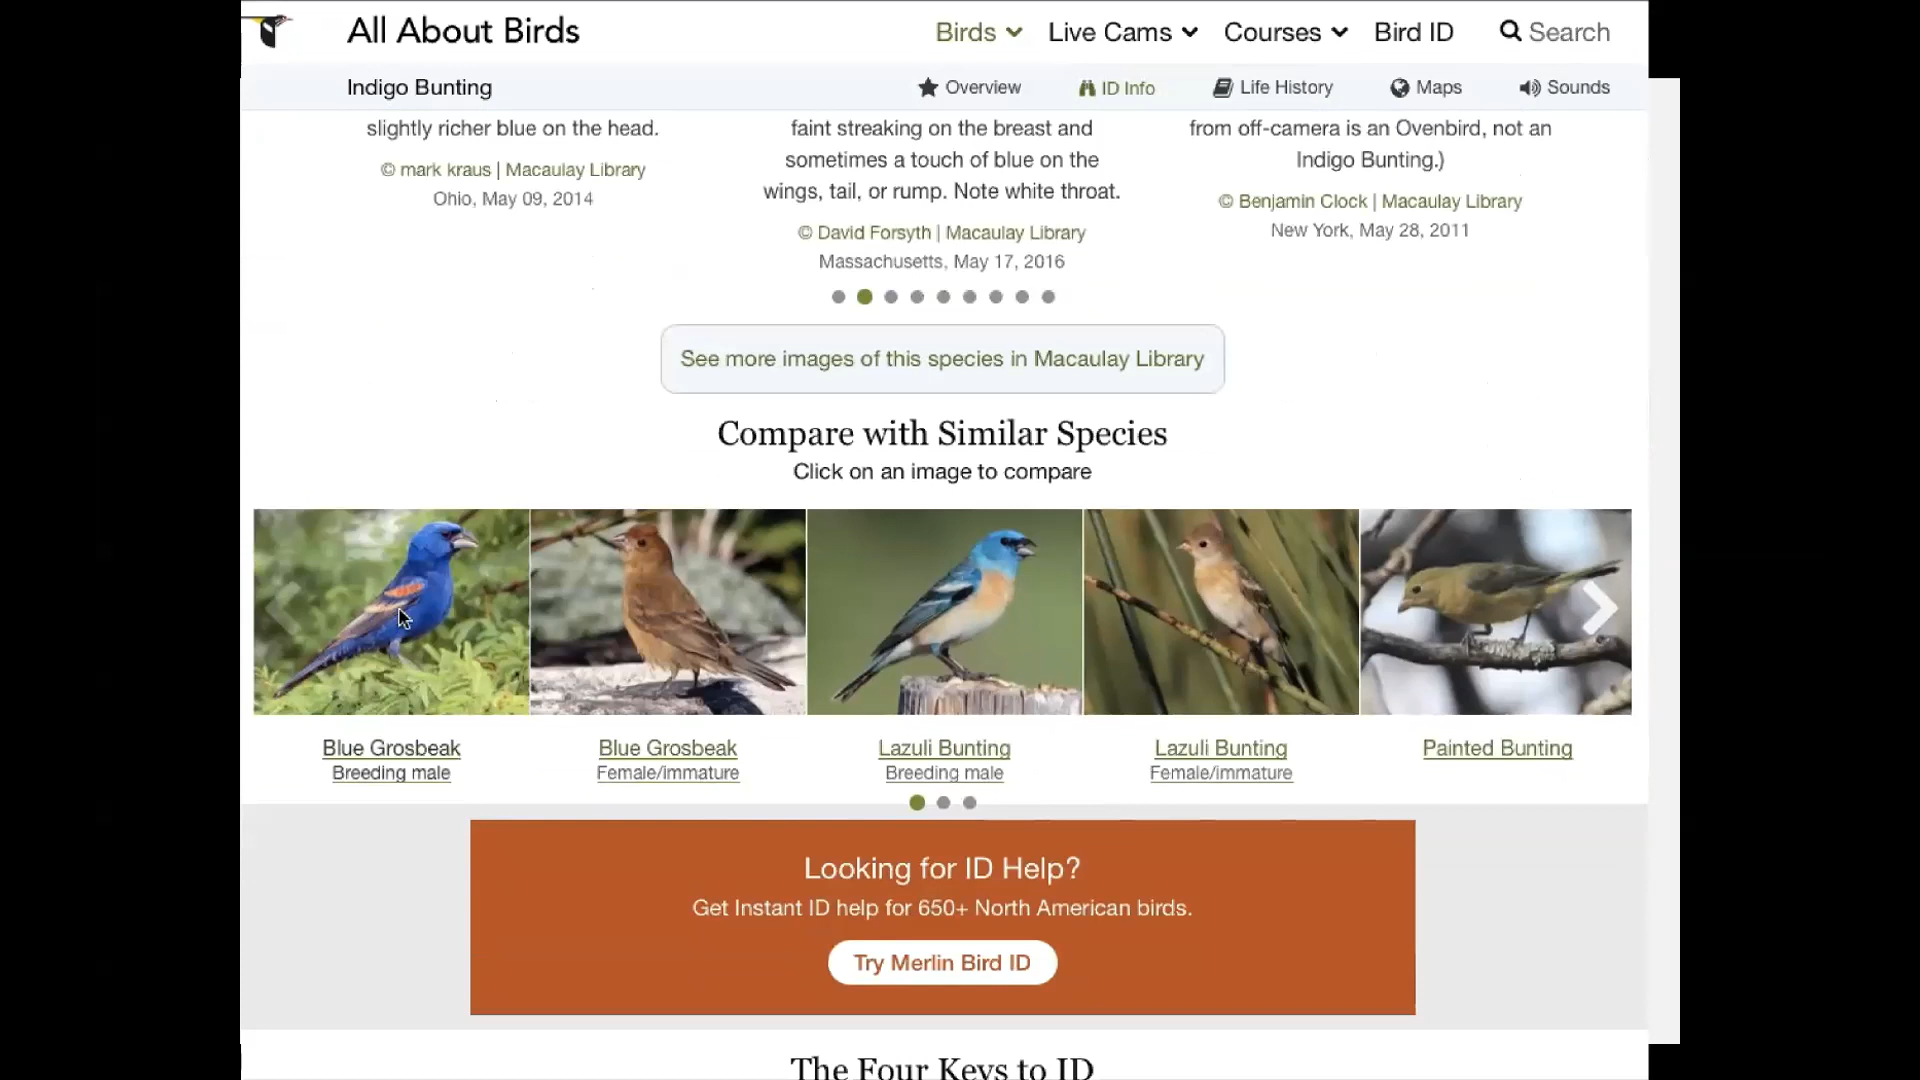 All About Birds
Birds
Live Cams
Courses
Bird ID
Search
Indigo Bunting
Overview
ID Info
Life History
Maps
Sounds
slightly richer blue on the head.
© mark kraus | Macaulay Library
Ohio, May 09, 2014
faint streaking on the breast and
sometimes a touch of blue on the
wings, tail, or rump. Note white throat.
© David Forsyth | Macaulay Library
Massachusetts, May 17, 2016
from off-camera is an Ovenbird, not an
Indigo Bunting.)
© Benjamin Clock | Macaulay Library
New York, May 28, 2011
See more images of this species in Macaulay Library
Compare with Similar Species
Click on an image to compare
Blue Grosbeak
Breeding male
Blue Grosbeak
Female/immature
Lazuli Bunting
Breeding male
Lazuli Bunting
Female/immature
Painted Bunting
Looking for ID Help?
Get Instant ID help for 650+ North American birds.
Try Merlin Bird ID
The Four Keys to ID